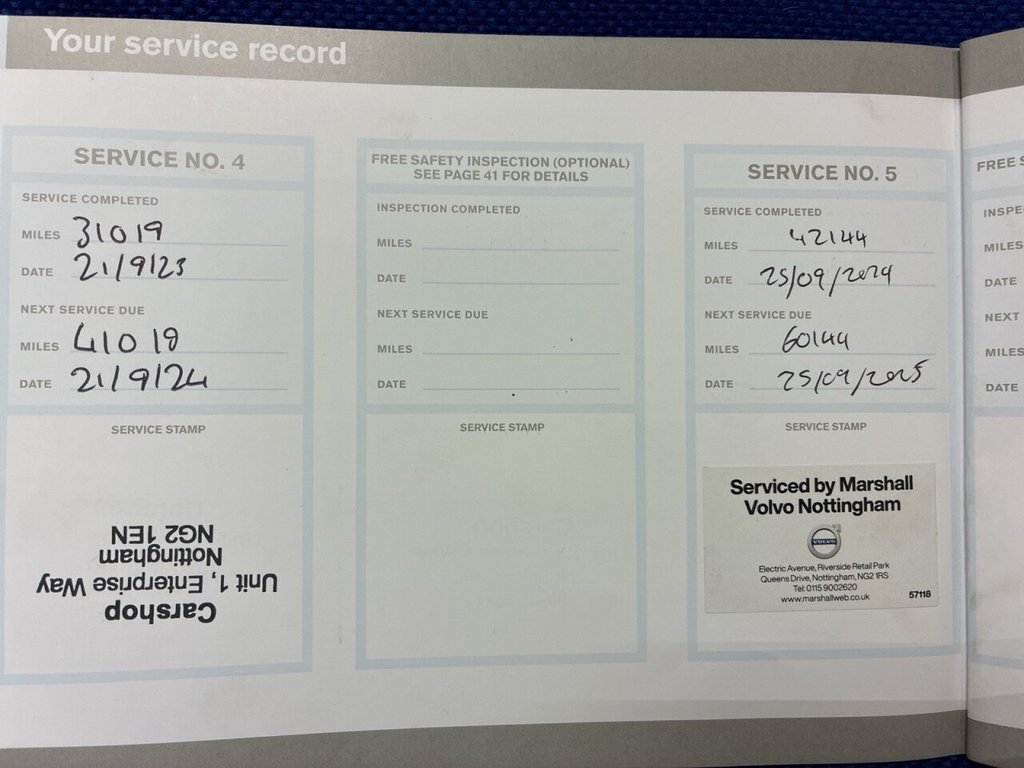 Your service record
SERVICE NO. 4
SERVICE COMPLETED
MILES 31019
DATE 21/9/23
NEXT SERVICE DUE
MILES 41019
DATE 21/9/24
SERVICE STAMP
Carshop
Unit 1, Enterprise Way
Nottingham
NG2 1EN
FREE SAFETY INSPECTION (OPTIONAL)
SEE PAGE 41 FOR DETAILS
INSPECTION COMPLETED
MILES
DATE
NEXT SERVICE DUE
MILES
DATE
SERVICE STAMP
SERVICE NO. 5
SERVICE COMPLETED
MILES 42144
DATE 25/09/2024
NEXT SERVICE DUE
MILES 60144
DATE 25/09/2025
SERVICE STAMP
Serviced by Marshall
Volvo Nottingham
VOLVO
Electric Avenue, Riverside Retail Park
Queens Drive, Nottingham, NG2 1RS
Tel: 0115 9002620
www.marshallweb.co.uk
57118
FREE S
INSPE
MILES
DATE
NEXT
MILES
DATE